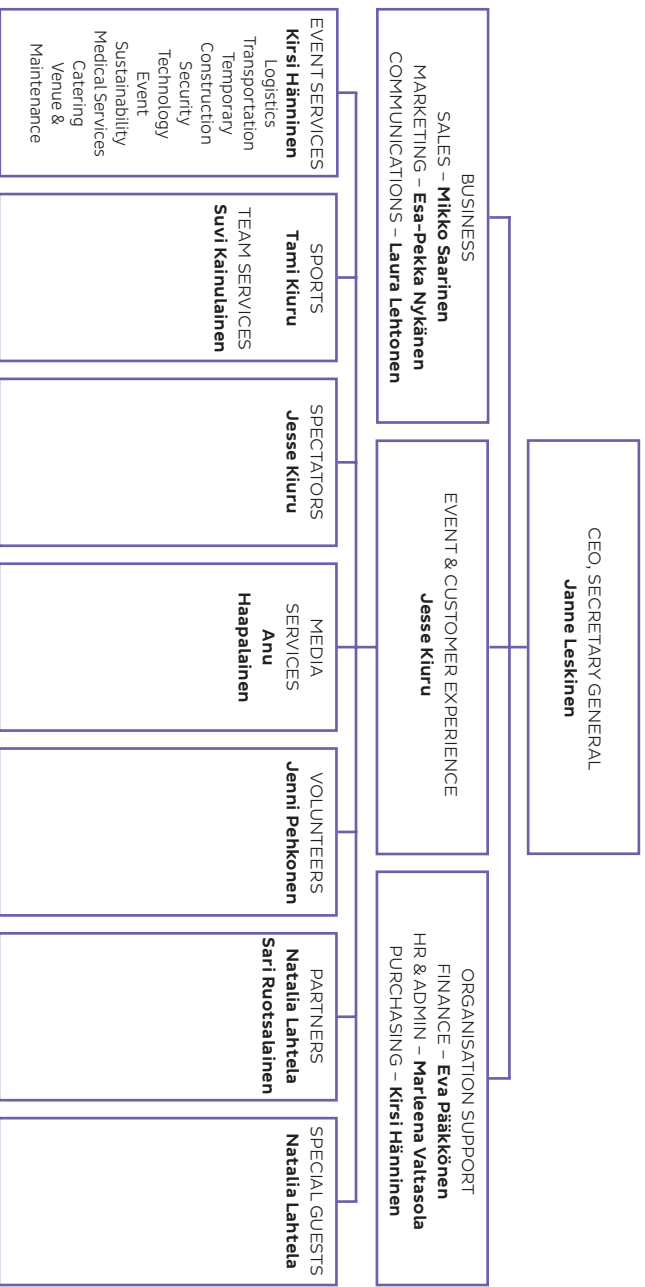 CEO, SECRETARY GENERAL
Janne Leskinen
BUSINESS
SALES – Mikko Saarinen
MARKETING – Esa-Pekka Nykänen
COMMUNICATIONS – Laura Lehtonen
EVENT & CUSTOMER EXPERIENCE
Jesse Kiuru
ORGANISATION SUPPORT
FINANCE – Eva Pääkkönen
HR & ADMIN – Marleena Valtasola
PURCHASING – Kirsi Hänninen
EVENT SERVICES
Kirsi Hänninen
Logistics
Transportation
Temporary
Construction
Security
Technology
Event
Sustainability
Medical Services
Catering
Venue &
Maintenance
SPORTS
Tami Kiuru
TEAM SERVICES
Suvi Kainulainen
SPECTATORS
Jesse Kiuru
MEDIA
SERVICES
Anu
Haapalainen
VOLUNTEERS
Jenni Pehkonen
PARTNERS
Natalia Lahtela
Sari Ruotsalainen
SPECIAL GUESTS
Natalia Lahtela